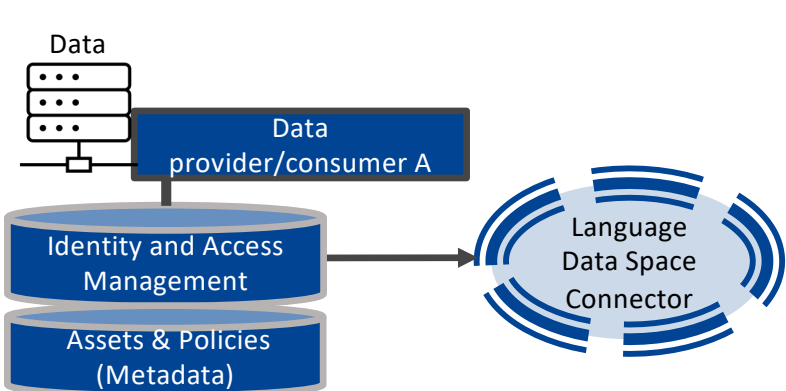 Data
Data
provider/consumer A
Identity and Access
Management
Assets & Policies
(Metadata)
Language
Data Space
Connector